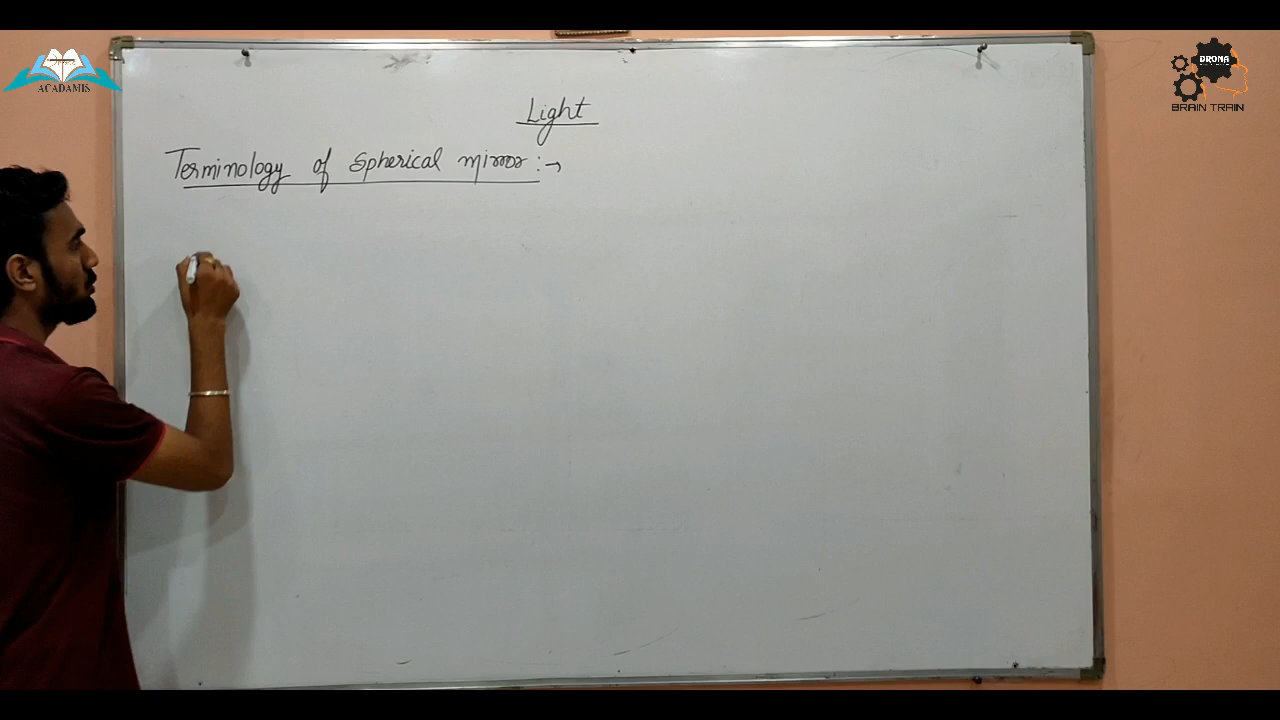 ACADAMIS
DRONA
BRAIN TRAIN
Light
Terminology of Spherical mirror :→